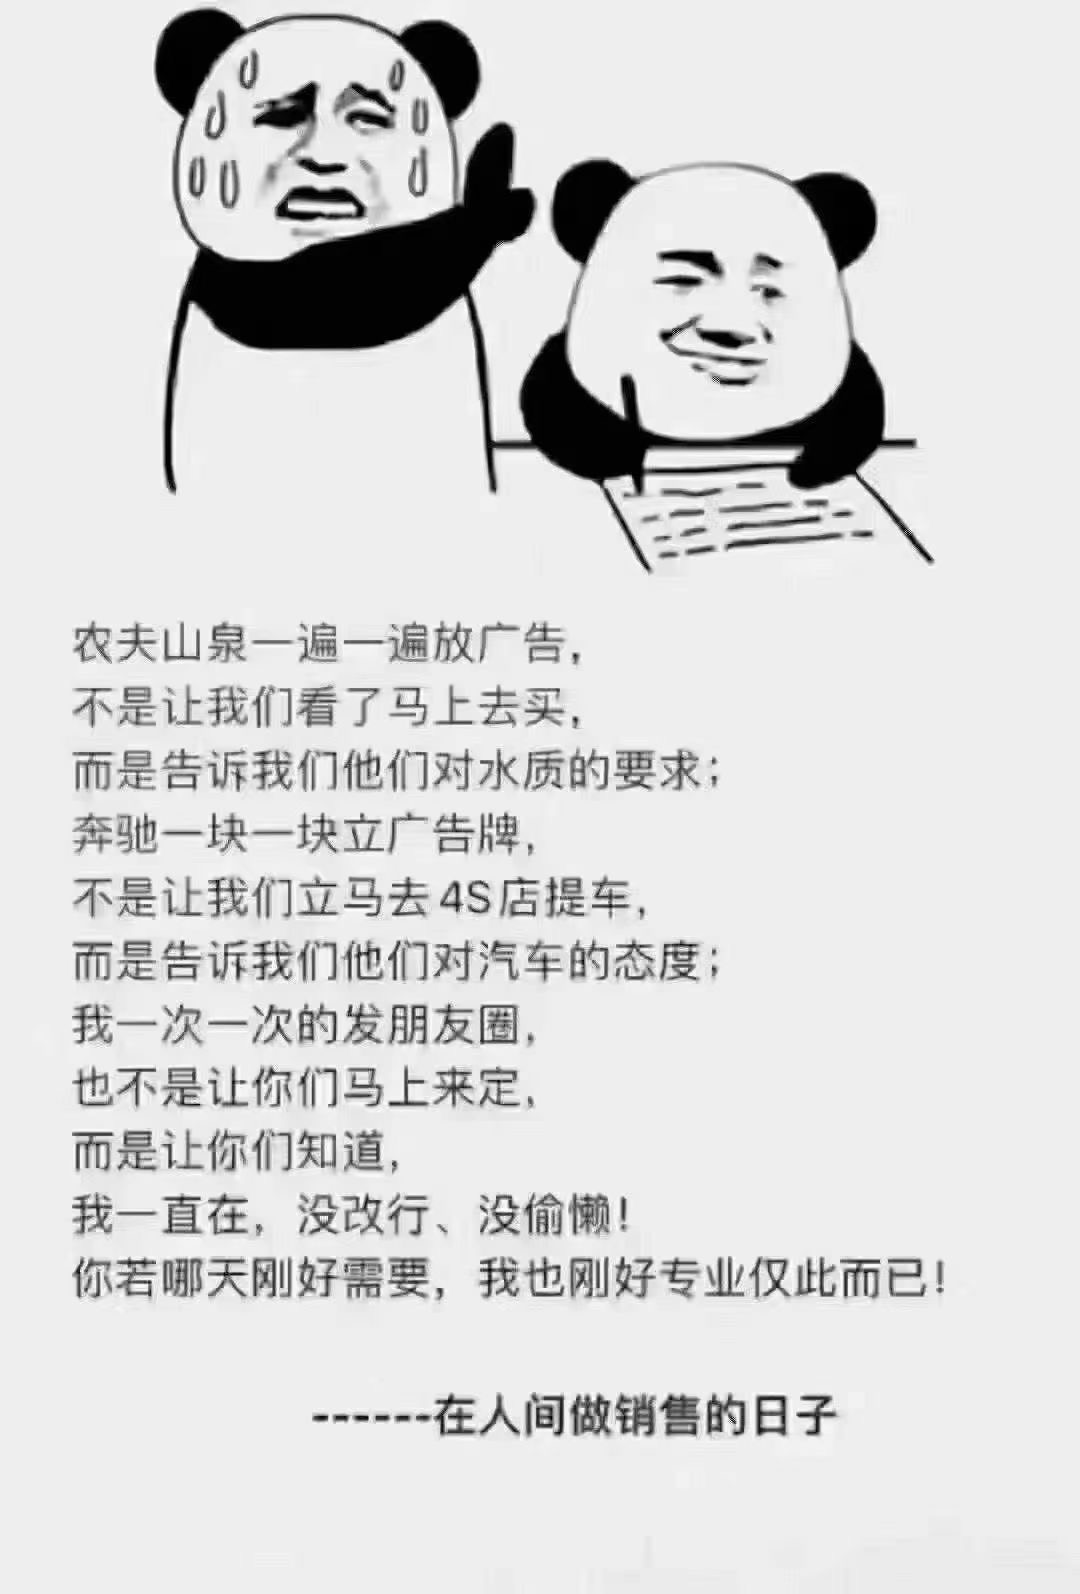 农夫山泉一遍一遍放广告，
不是让我们看了马上去买，
而是告诉我们他们对水质的要求；
奔驰一块一块立广告牌，
不是让我们立马去4S店提车，
而是告诉我们他们对汽车的态度；
我一次一次的发朋友圈，
也不是让你们马上来定，
而是让你们知道，
我一直在，没改行、没偷懒！
你若哪天刚好需要，我也刚好专业仅此而已！
------在人间做销售的日子